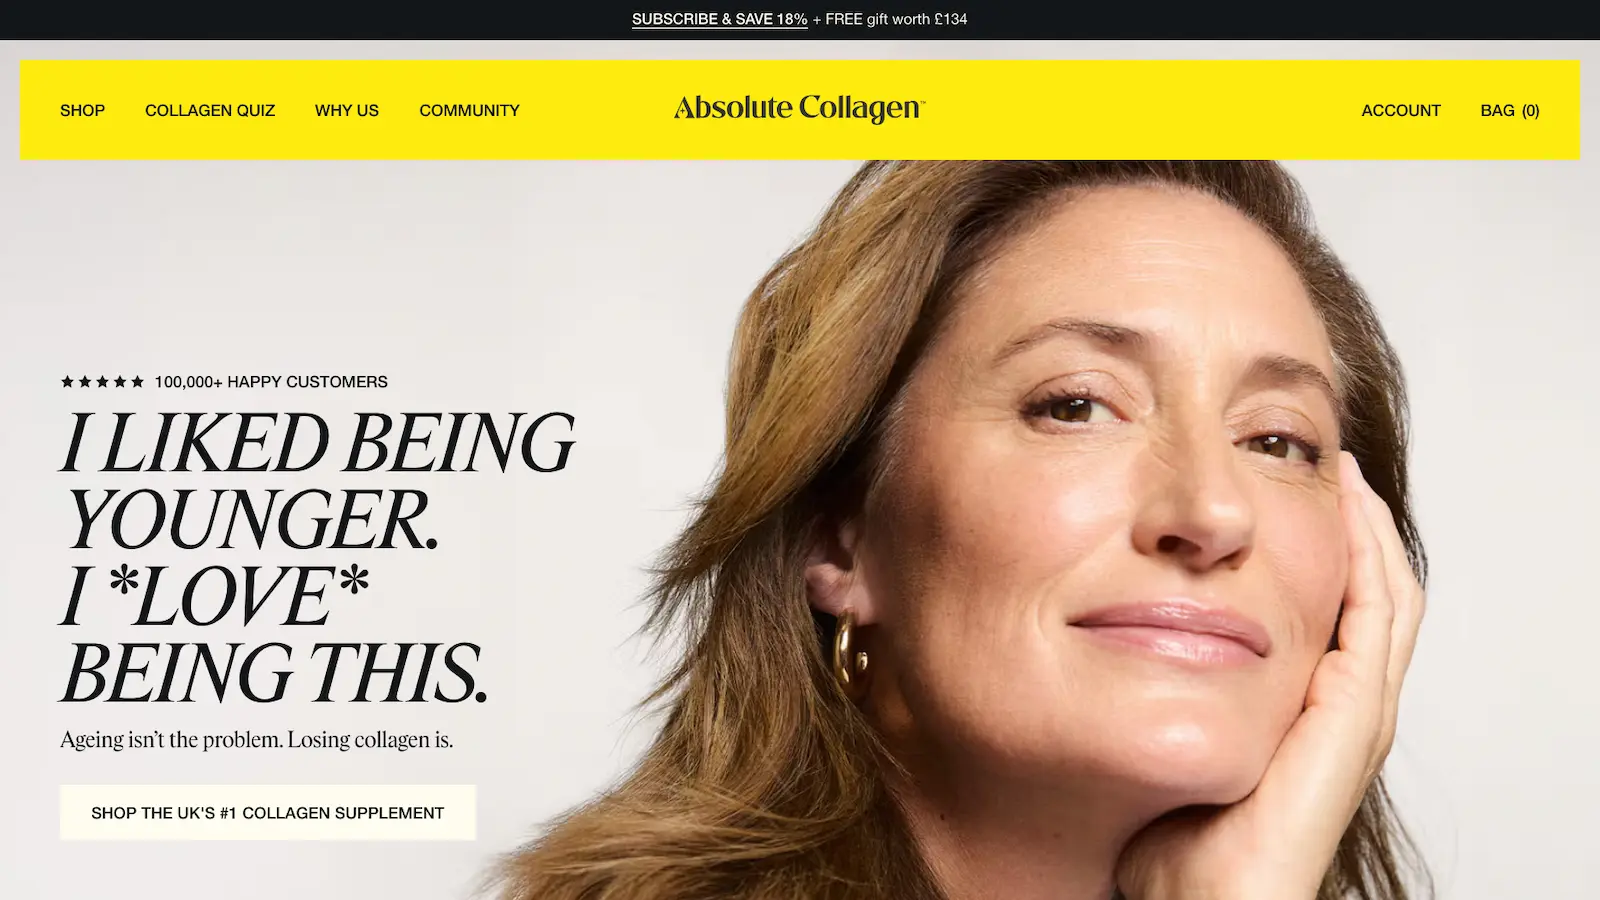 SUBSCRIBE & SAVE 18% + FREE gift worth £134
SHOP COLLAGEN QUIZ WHY US COMMUNITY Absolute Collagen™ ACCOUNT BAG (0)
★★★★★ 100,000+ HAPPY CUSTOMERS
I LIKED BEING
YOUNGER.
I *LOVE*
BEING THIS.
Ageing isn't the problem. Losing collagen is.
SHOP THE UK'S #1 COLLAGEN SUPPLEMENT